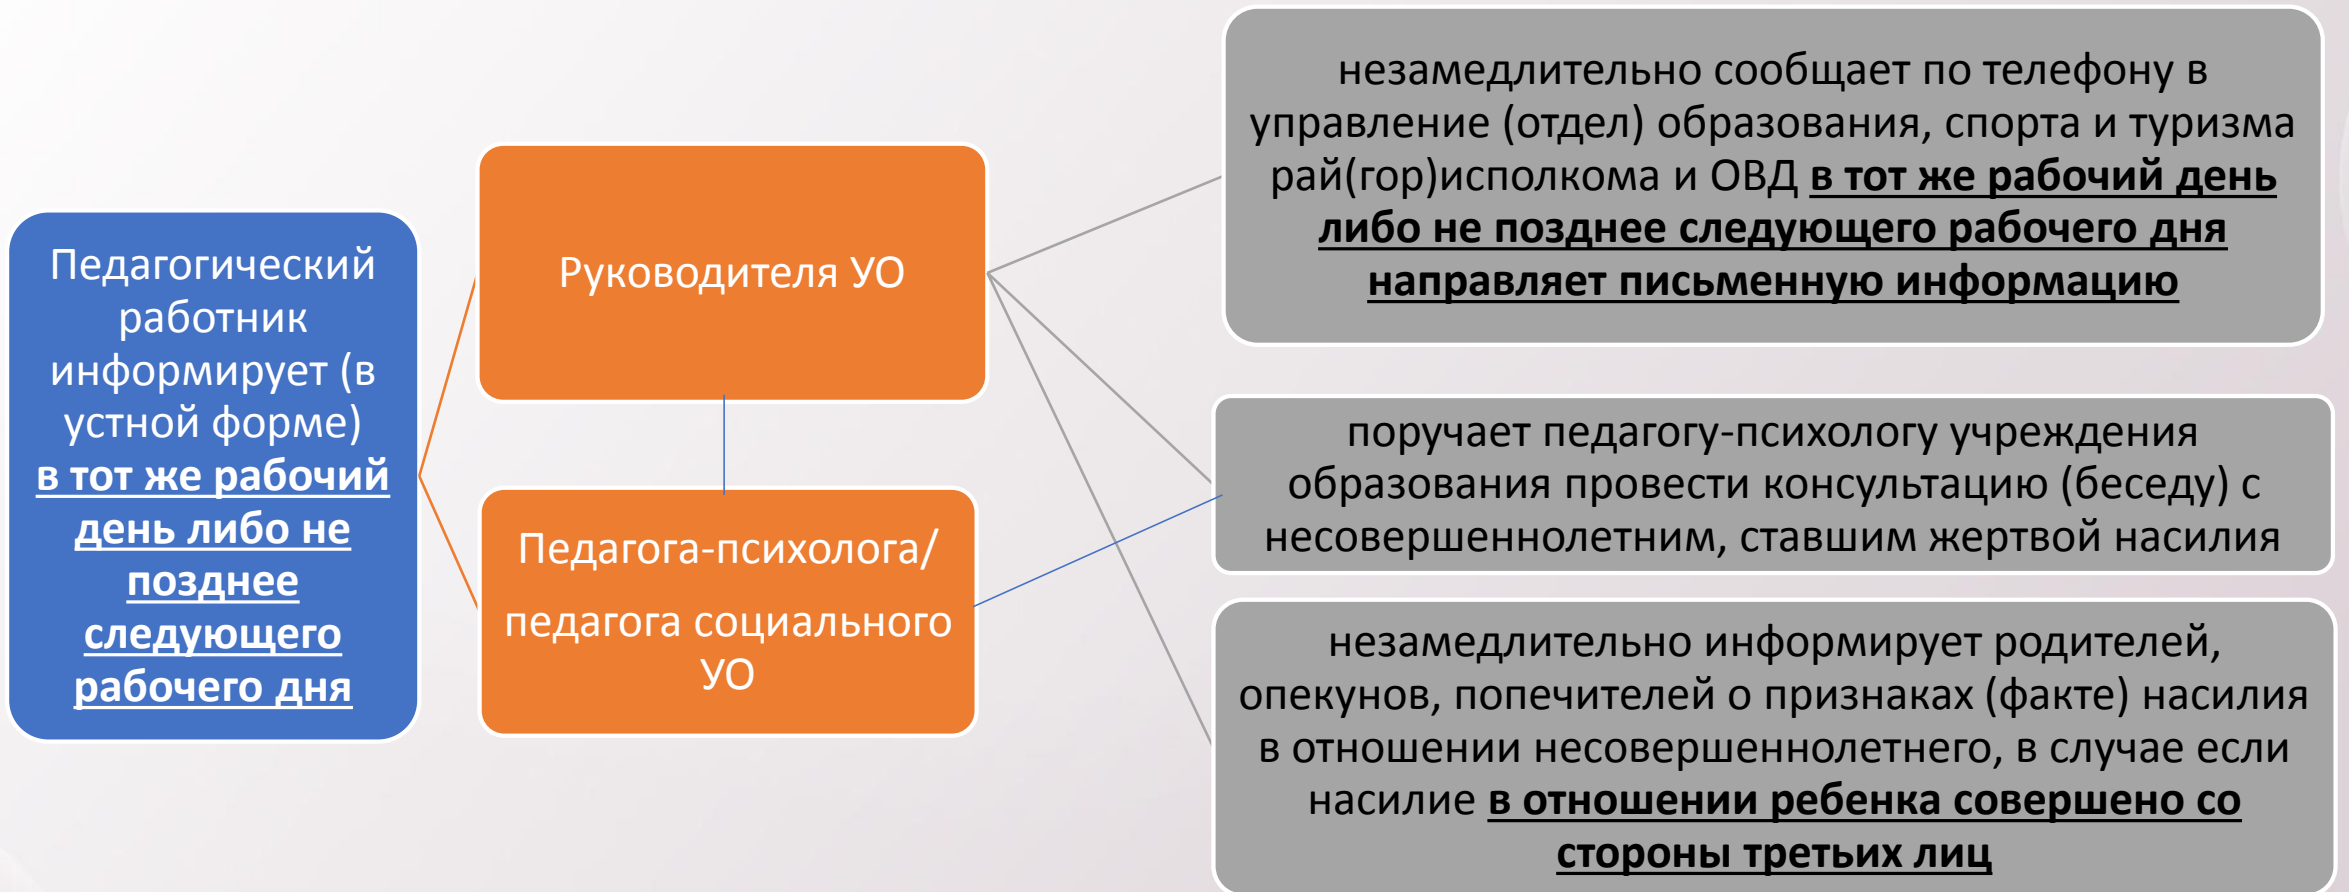 Педагогический
работник
информирует (в
устной форме)
в тот же рабочий
день либо не
позднее
следующего
рабочего дня
Руководителя УО
Педагога-психолога/
педагога социального
УО
незамедлительно сообщает по телефону в
управление (отдел) образования, спорта и туризма
рай(гор)исполкома и ОВД в тот же рабочий день
либо не позднее следующего рабочего дня
направляет письменную информацию
поручает педагогу-психологу учреждения
образования провести консультацию (беседу) с
несовершеннолетним, ставшим жертвой насилия
незамедлительно информирует родителей,
опекунов, попечителей о признаках (факте) насилия
в отношении несовершеннолетнего, в случае если
насилие в отношении ребенка совершено со
стороны третьих лиц